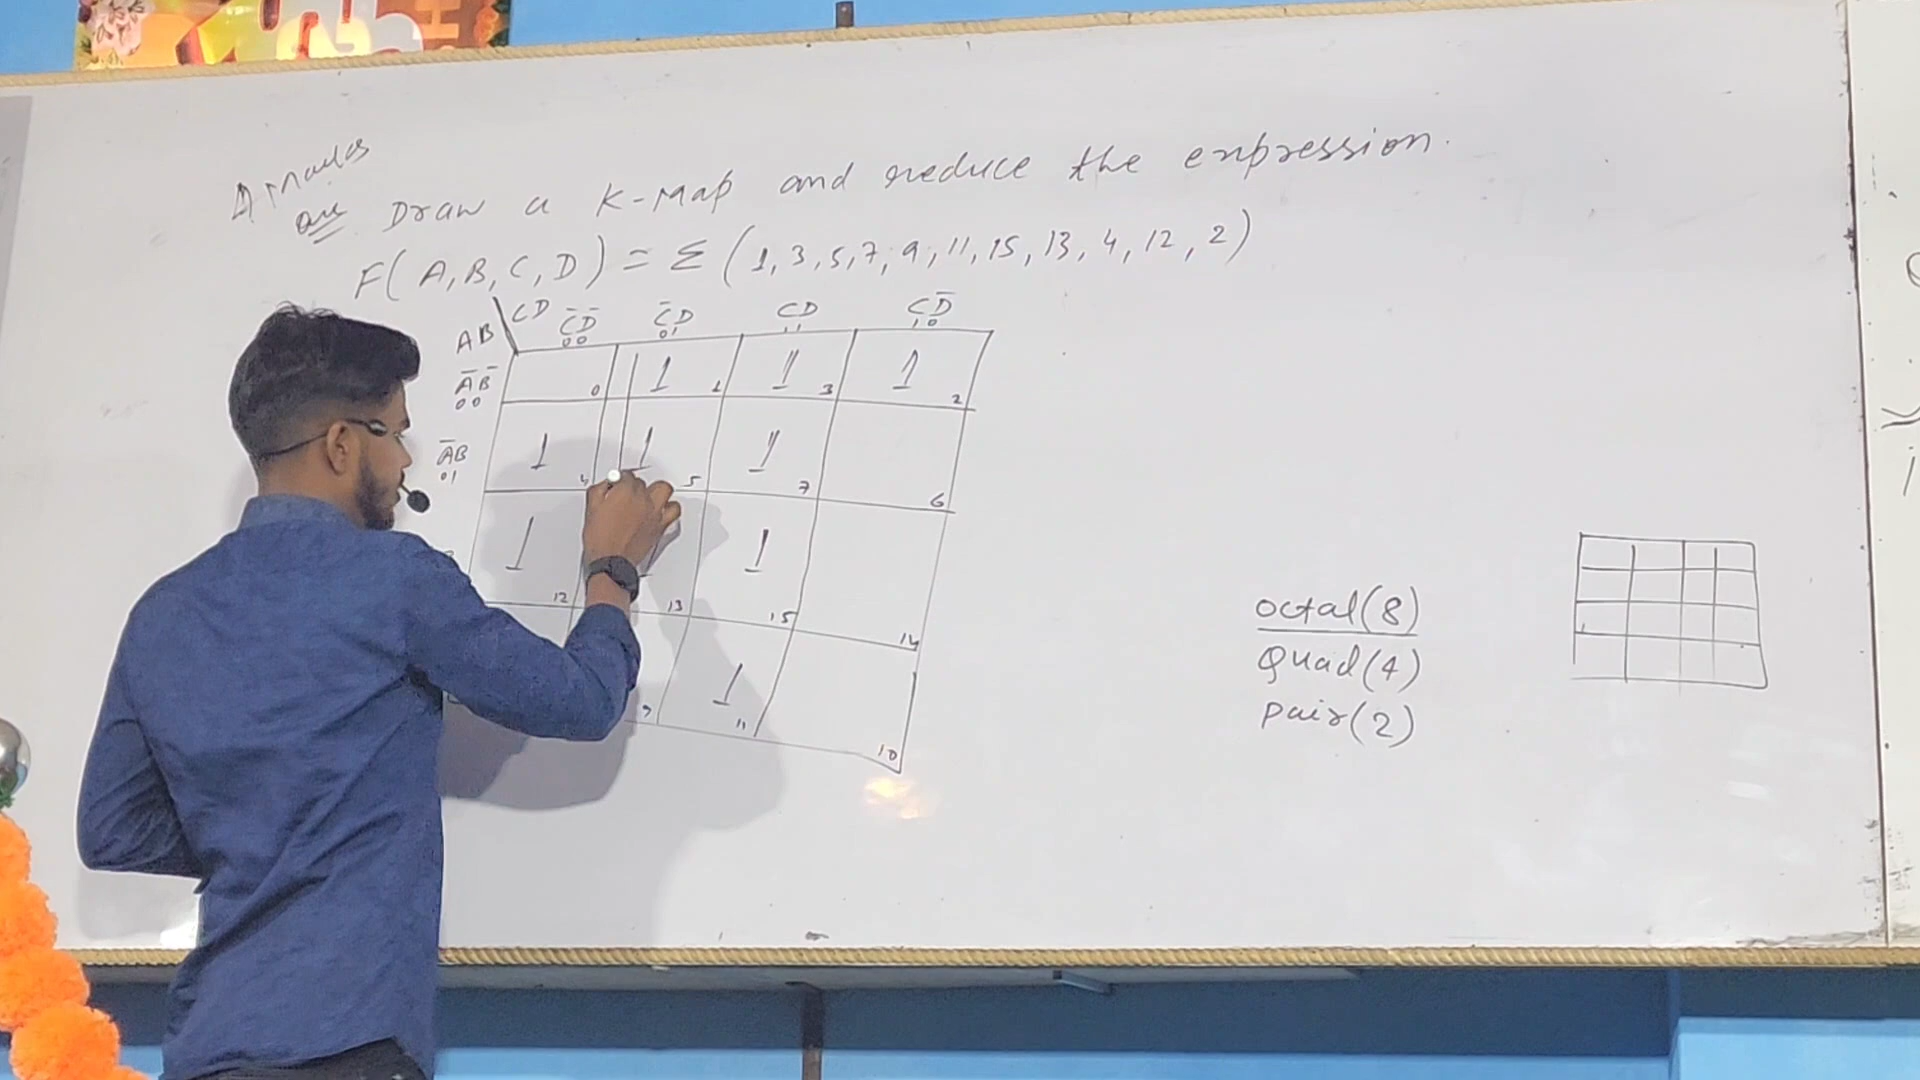 4 Marks
Que Draw a K-Map and reduce the expression.
F(A,B,C,D) = Σ (1,3,5,7,9,11,15,13,4,12,2)
AB \ CD C̅D̅ C̅D CD CD̅
00 01 11 10
A̅B̅ 00 0 1 1 1 3 1 2
A̅B 01 1 4 1 5 1 7 6
1 12 13 1 15 14
9 1 11 10
octal(8)
Quad(4)
pair(2)